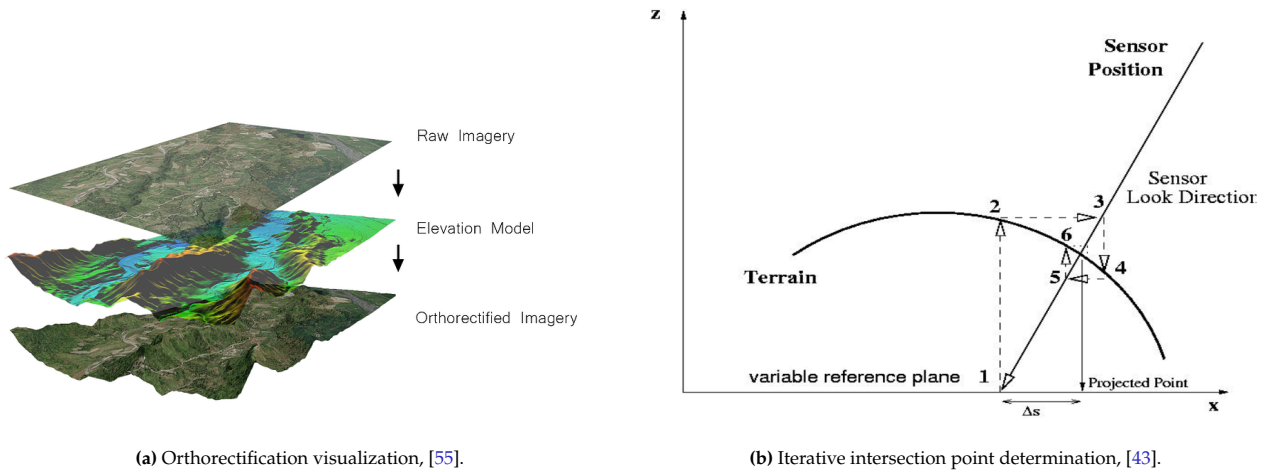 Raw Imagery
Elevation Model
Orthorectified Imagery
(a) Orthorectification visualization, [55].
z
Sensor
Position
Sensor
Look Direction
2
3
6
4
5
Terrain
variable reference plane
1
Projected Point
Δs
x
(b) Iterative intersection point determination, [43].